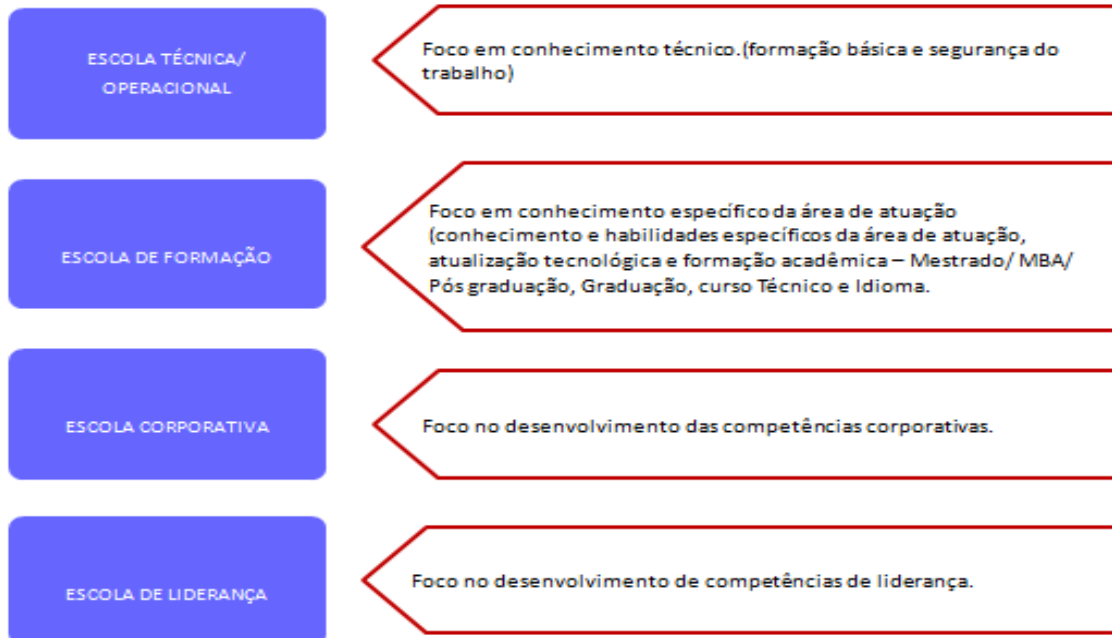 ESCOLA TÉCNICA/
OPERACIONAL
Foco em conhecimento técnico.(formação básica e segurança do
trabalho)
ESCOLA DE FORMAÇÃO
Foco em conhecimento específico da área de atuação
(conhecimento e habilidades específicos da área de atuação,
atualização tecnológica e formação acadêmica – Mestrado/ MBA/
Pós graduação, Graduação, curso Técnico e Idioma.
ESCOLA CORPORATIVA
Foco no desenvolvimento das competências corporativas.
ESCOLA DE LIDERANÇA
Foco no desenvolvimento de competências de liderança.